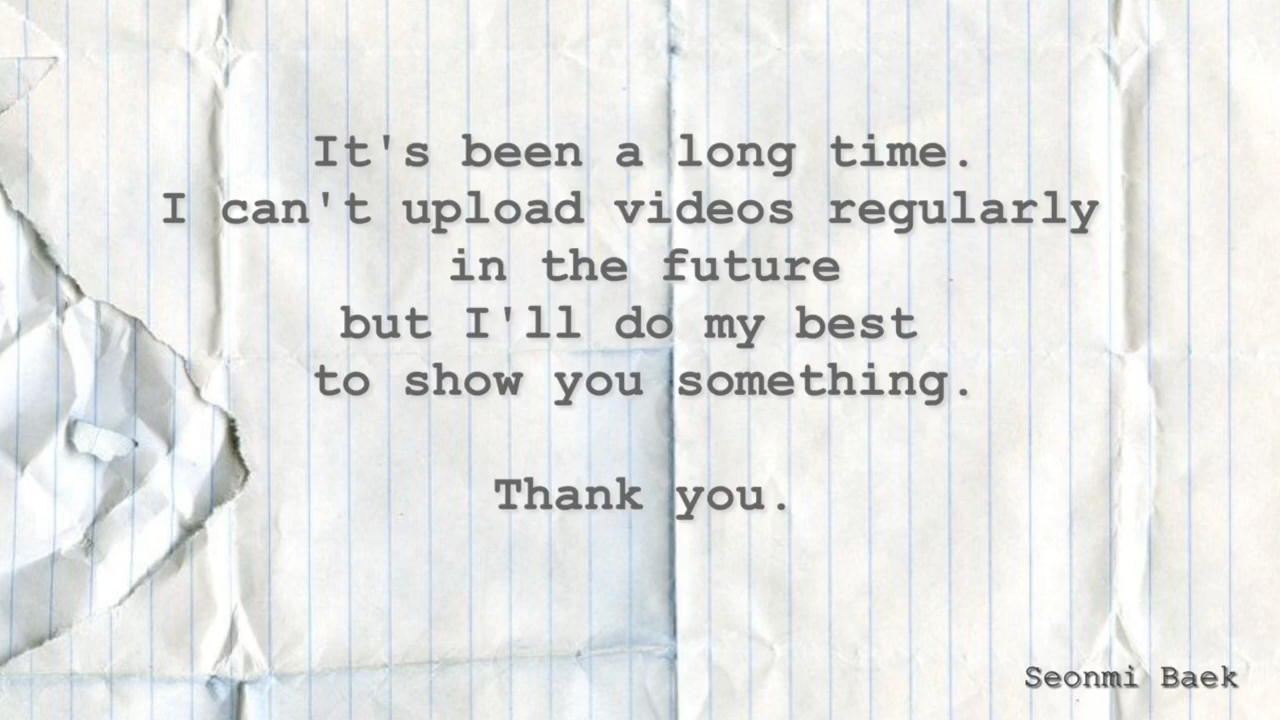 It's been a long time.
I can't upload videos regularly
in the future
but I'll do my best
to show you something.
Thank you.
Seonmi Baek